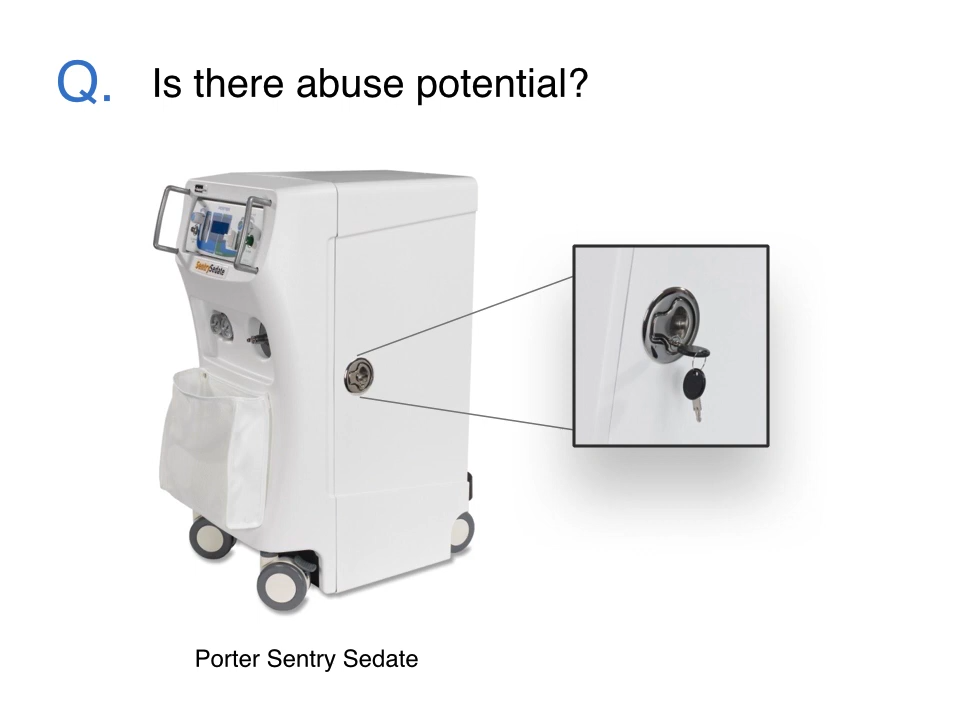 Q. Is there abuse potential?
SentrySedate
Porter Sentry Sedate